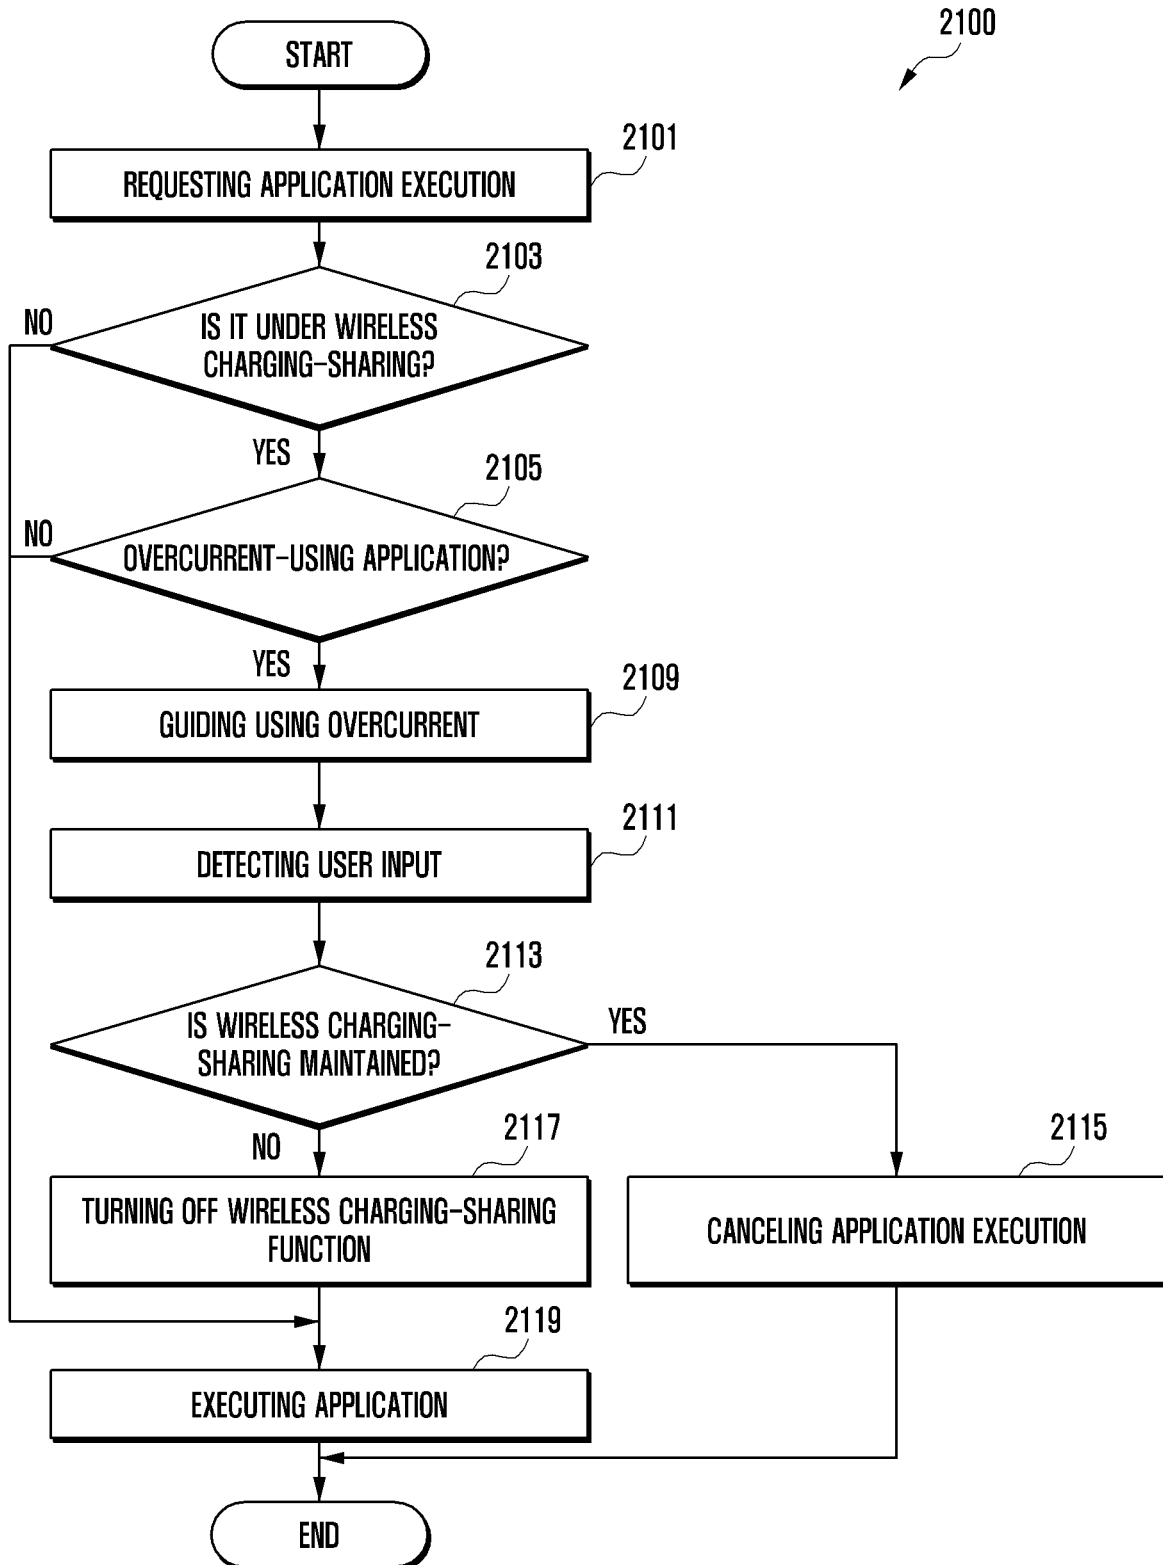 2100
START
2101
REQUESTING APPLICATION EXECUTION
2103
NO
IS IT UNDER WIRELESS
CHARGING-SHARING?
YES
2105
NO
OVERCURRENT-USING APPLICATION?
YES
2109
GUIDING USING OVERCURRENT
2111
DETECTING USER INPUT
2113
IS WIRELESS CHARGING-
SHARING MAINTAINED?
YES
NO
2117
2115
TURNING OFF WIRELESS CHARGING-SHARING
FUNCTION
CANCELING APPLICATION EXECUTION
2119
EXECUTING APPLICATION
END